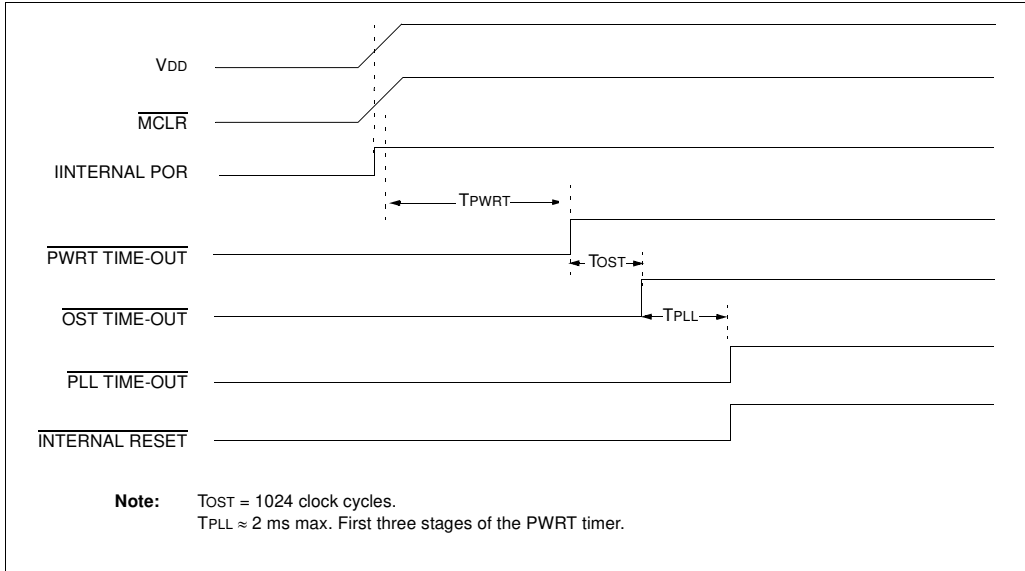 VDD
MCLR
IINTERNAL POR
TPWRT
PWRT TIME-OUT
TOST
OST TIME-OUT
TPLL
PLL TIME-OUT
INTERNAL RESET
Note: TOST = 1024 clock cycles.
TPLL ≈ 2 ms max. First three stages of the PWRT timer.